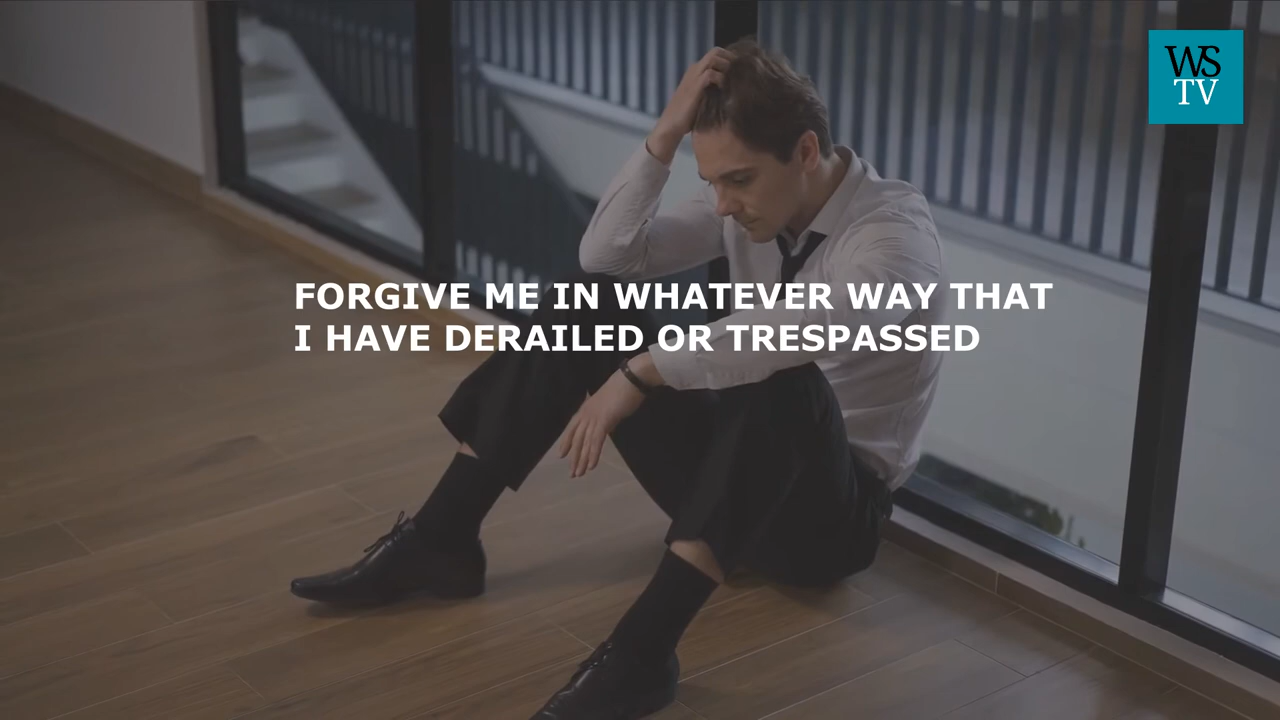 WS
TV
FORGIVE ME IN WHATEVER WAY THAT
I HAVE DERAILED OR TRESPASSED